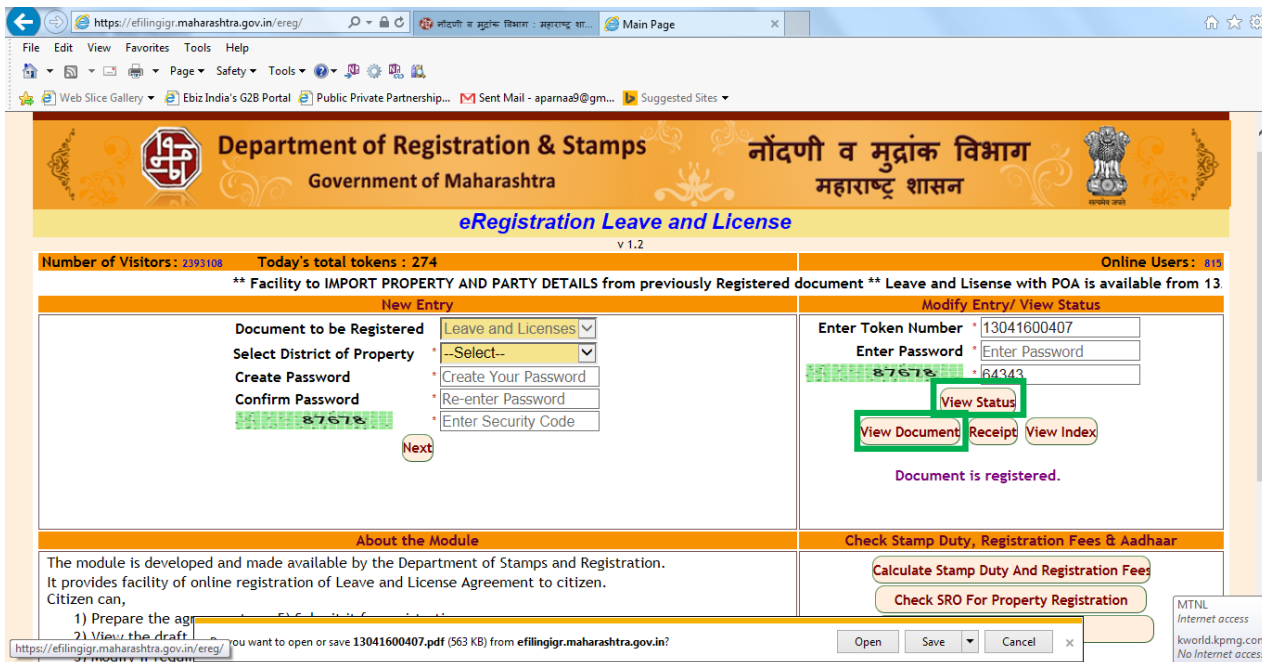 https://efilingigr.maharashtra.gov.in/ereg/
नोंदणी व मुद्रांक विभाग : महाराष्ट्र शा...
Main Page
File Edit View Favorites Tools Help
Page Safety Tools
Web Slice Gallery Ebiz India's G2B Portal Public Private Partnership... Sent Mail - aparnaa9@gm... Suggested Sites
Department of Registration & Stamps
Government of Maharashtra
नोंदणी व मुद्रांक विभाग
महाराष्ट्र शासन
सत्यमेव जयते
eRegistration Leave and License
v 1.2
Number of Visitors: 2393108 Today's total tokens : 274 Online Users: 815
** Facility to IMPORT PROPERTY AND PARTY DETAILS from previously Registered document ** Leave and Lisense with POA is available from 13.
New Entry
Document to be Registered Leave and Licenses
Select District of Property * --Select--
Create Password * Create Your Password
Confirm Password * Re-enter Password
87678 * Enter Security Code
Next
Modify Entry/ View Status
Enter Token Number * 13041600407
Enter Password * Enter Password
87678 * 64343
View Status
View Document Receipt View Index
Document is registered.
About the Module
The module is developed and made available by the Department of Stamps and Registration.
It provides facility of online registration of Leave and License Agreement to citizen.
Citizen can,
1) Prepare the agr
2) View the draft
Check Stamp Duty, Registration Fees & Aadhaar
Calculate Stamp Duty And Registration Fees
Check SRO For Property Registration
MTNL
Internet access
kworld.kpmg.com
No Internet access
https://efilingigr.maharashtra.gov.in/ereg/
you want to open or save 13041600407.pdf (563 KB) from efilingigr.maharashtra.gov.in?
Open Save Cancel